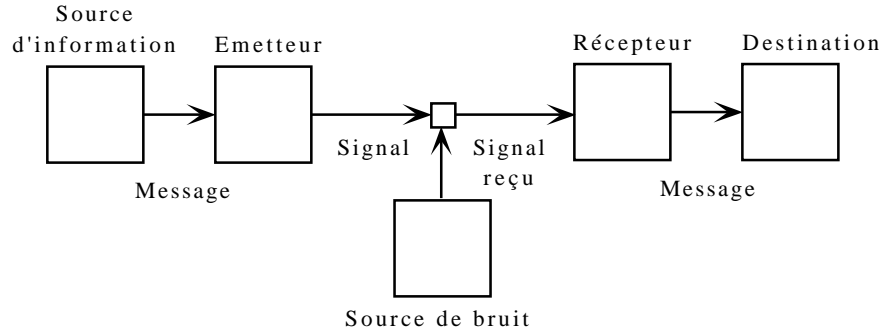 Source
d'information
Emetteur
Récepteur
Destination
Signal
Signal
reçu
Message
Message
Source de bruit